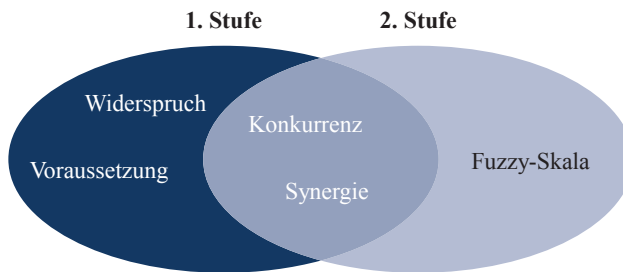 1. Stufe
2. Stufe
Widerspruch
Konkurrenz
Voraussetzung
Fuzzy-Skala
Synergie